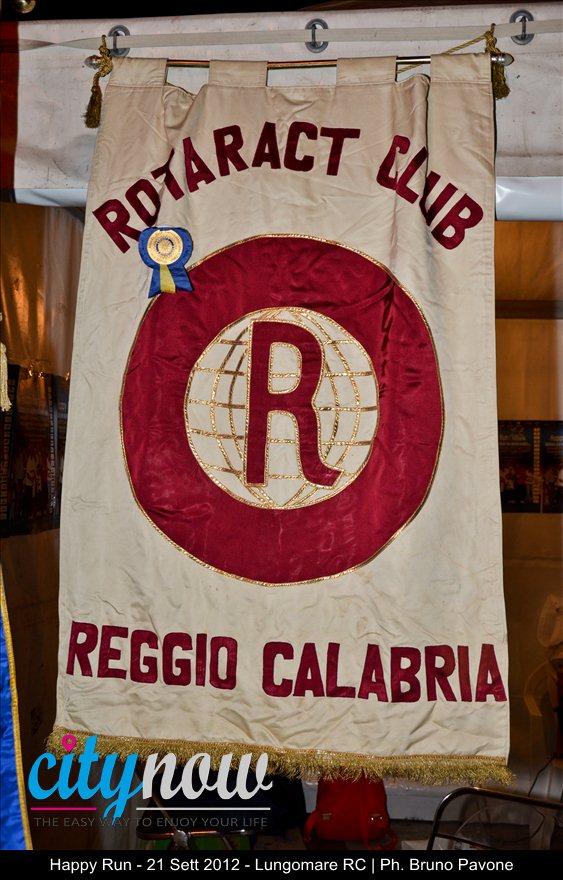 ROTARACT CLUB
R
REGGIO CALABRIA
citynow
THE EASY WAY TO ENJOY YOUR LIFE
Happy Run - 21 Sett 2012 - Lungomare RC | Ph. Bruno Pavone